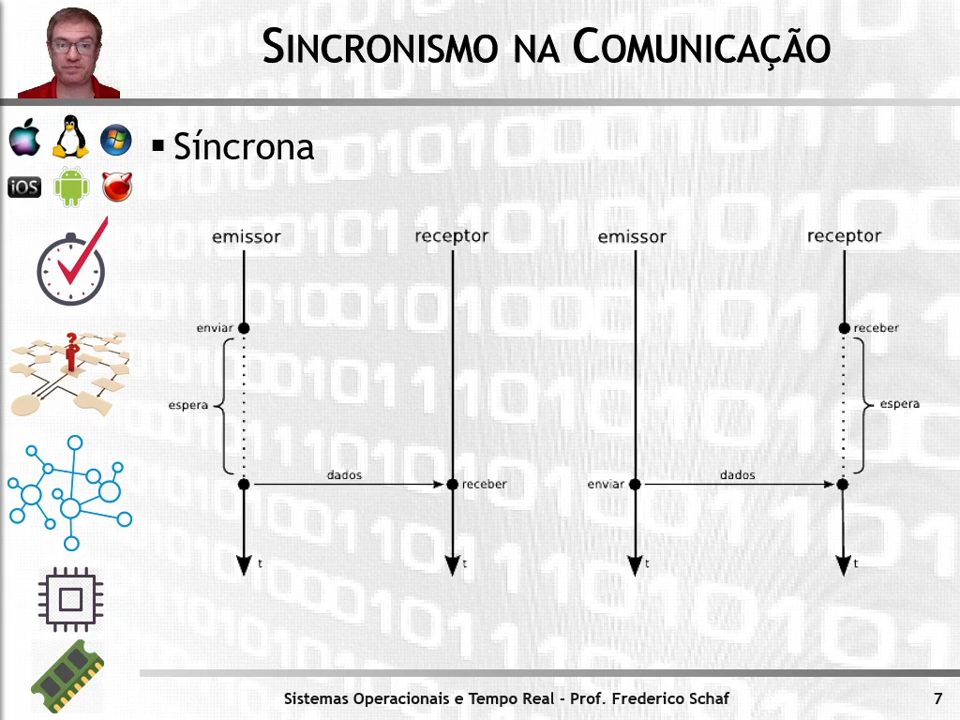 SINCRONISMO NA COMUNICAÇÃO
▪ Síncrona
iOS
emissor receptor emissor receptor
enviar receber
espera espera
dados dados
receber enviar
t t t t
Sistemas Operacionais e Tempo Real - Prof. Frederico Schaf 7